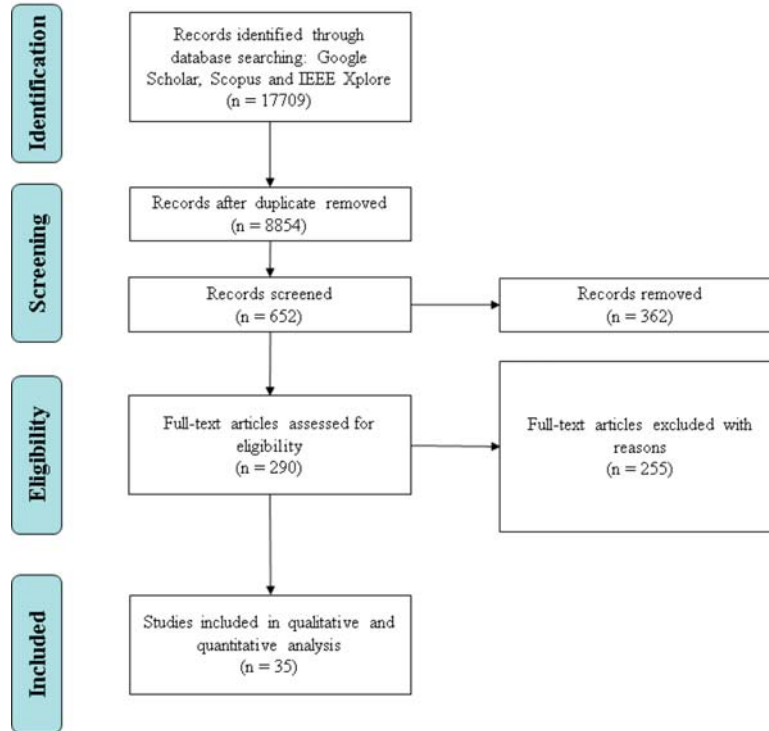 Identification
Records identified through
database searching: Google
Scholar, Scopus and IEEE Xplore
(n = 17709)
Screening
Records after duplicate removed
(n = 8854)
Records screened
(n = 652)
Records removed
(n = 362)
Eligibility
Full-text articles assessed for
eligibility
(n = 290)
Full-text articles excluded with
reasons
(n = 255)
Included
Studies included in qualitative and
quantitative analysis
(n = 35)